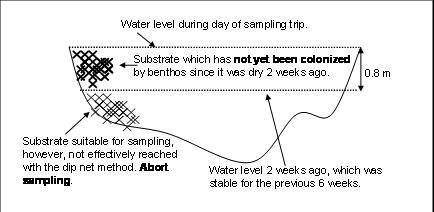 Water level during day of sampling trip.
Substrate which has not yet been colonized
by benthos since it was dry 2 weeks ago.
0.8 m
Substrate suitable for sampling,
however, not effectively reached
with the dip net method. Abort
sampling.
Water level 2 weeks ago, which was
stable for the previous 6 weeks.